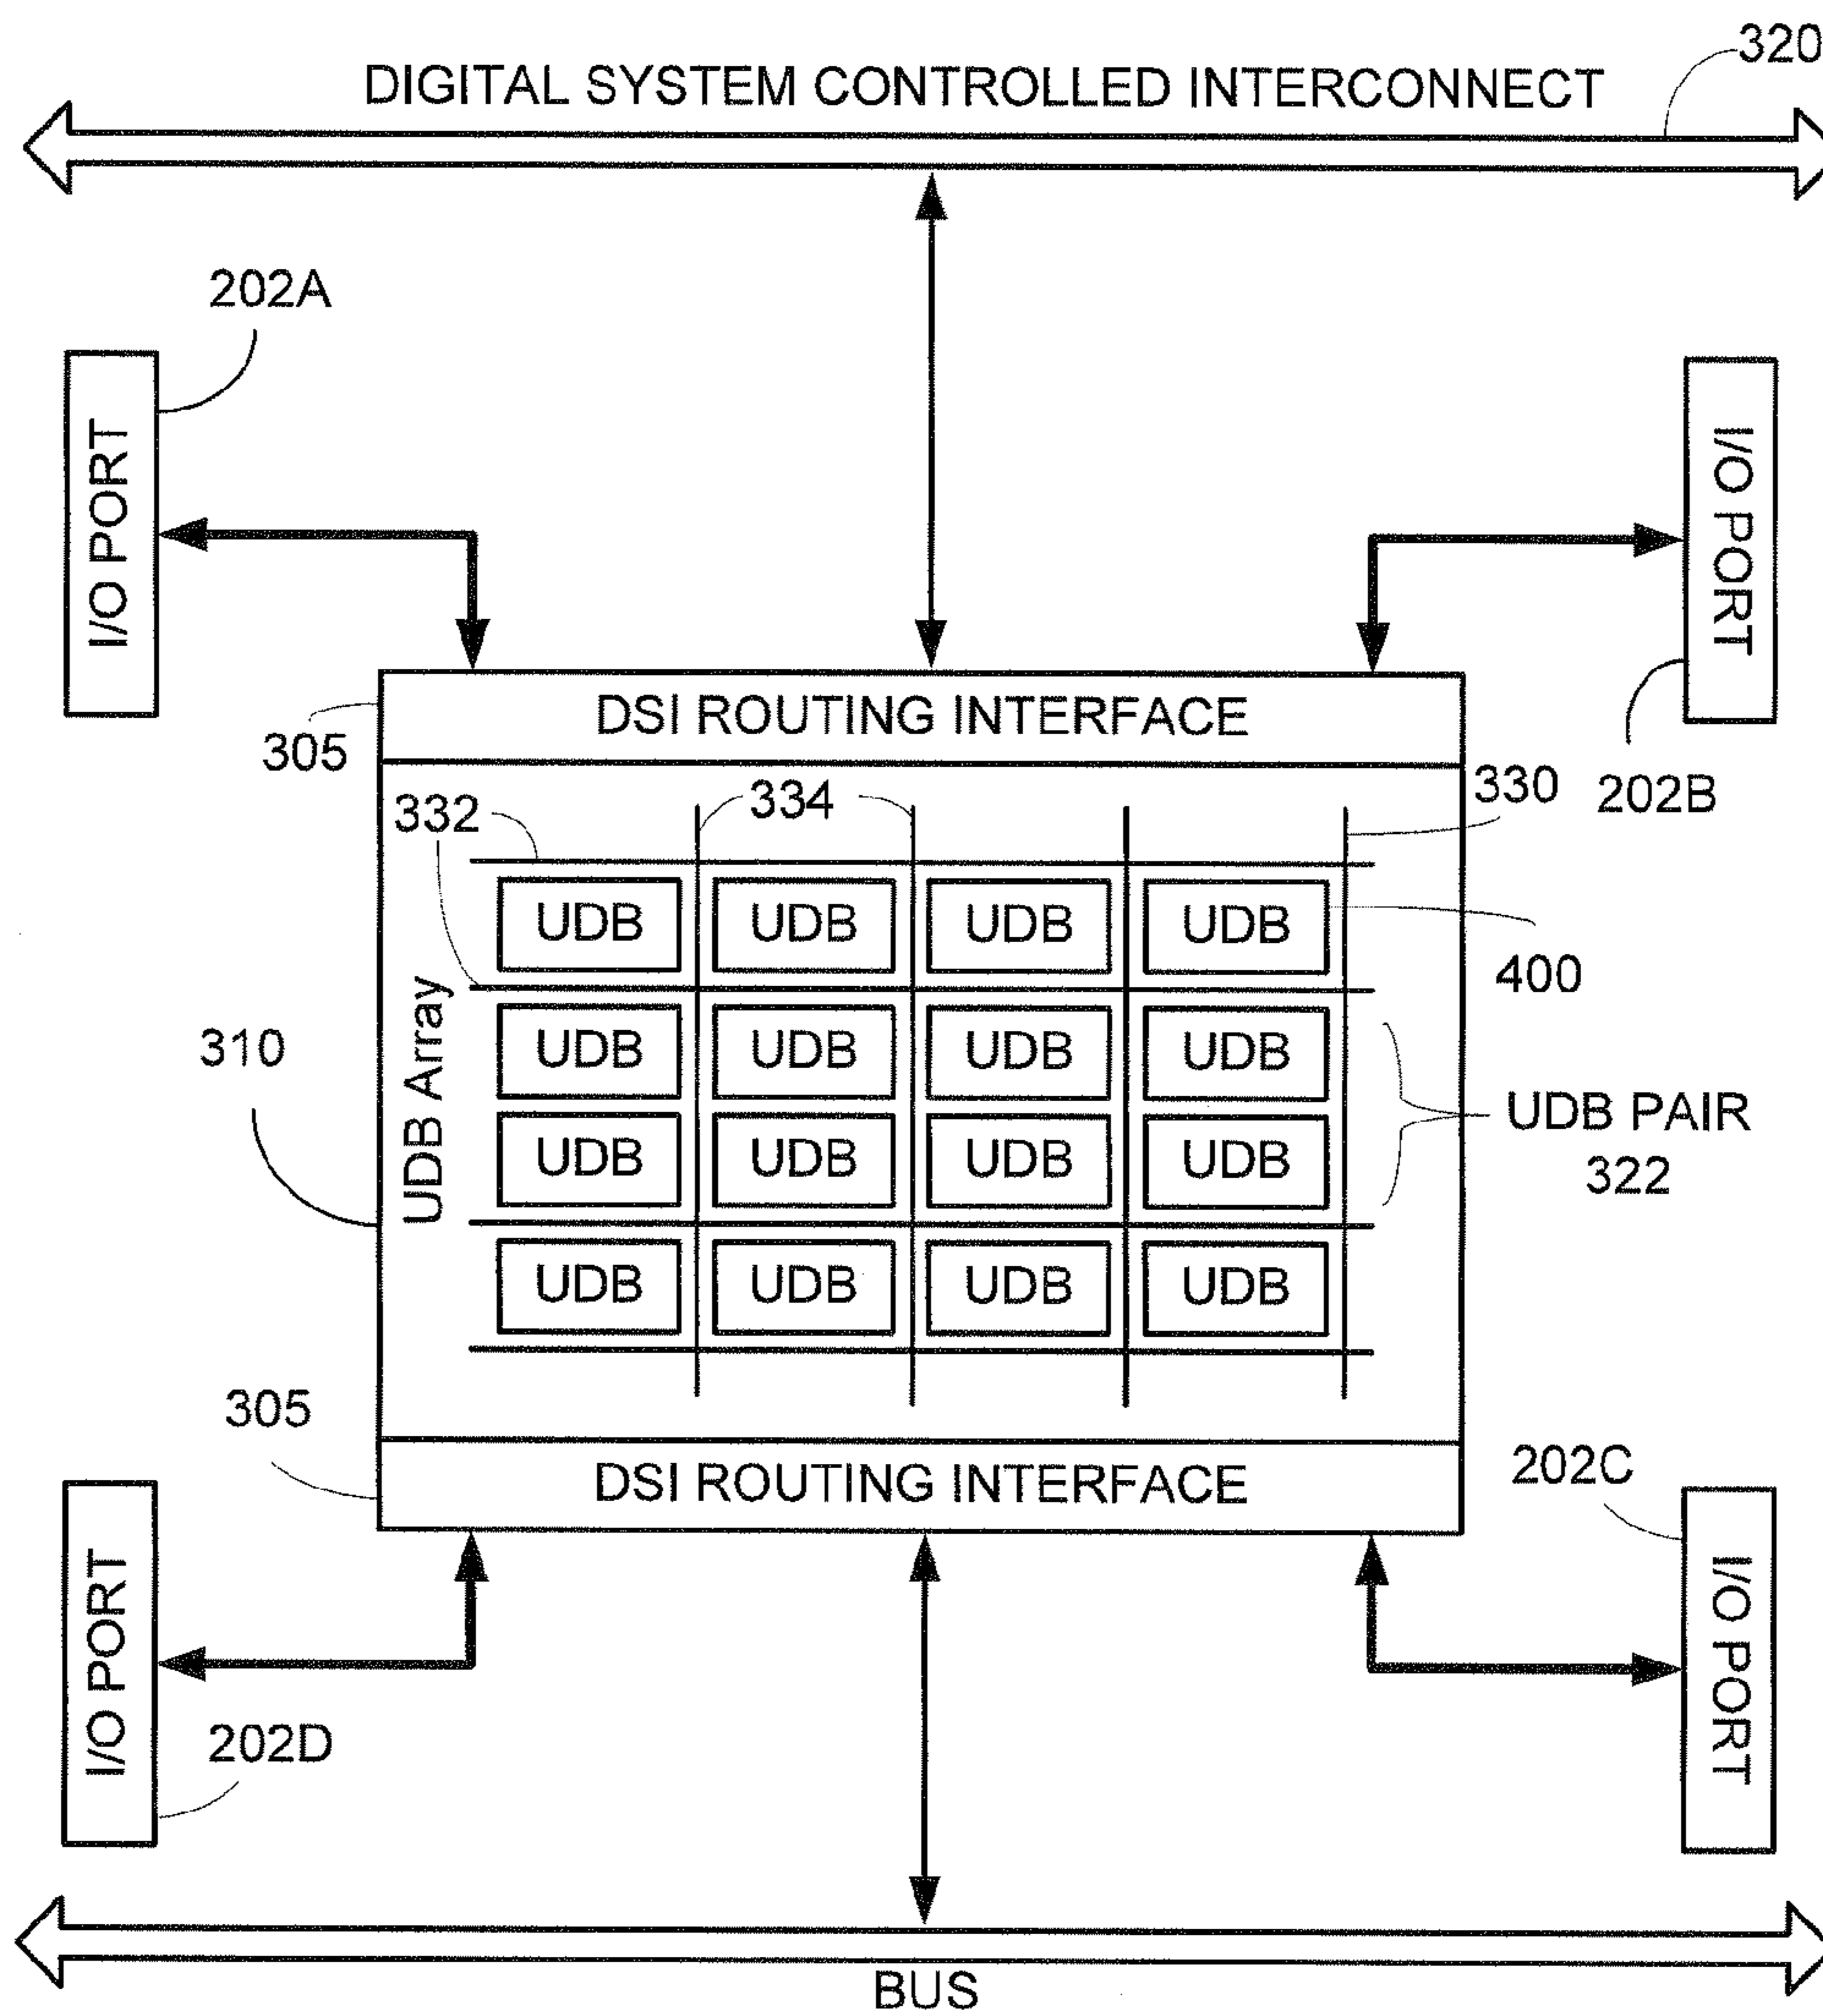 320
DIGITAL SYSTEM CONTROLLED INTERCONNECT
202A
I/O PORT
I/O PORT
202B
305
DSI ROUTING INTERFACE
332
334
330
UDB Array
310
UDB UDB UDB UDB
400
UDB UDB UDB UDB
UDB UDB UDB UDB
UDB PAIR
322
UDB UDB UDB UDB
305
DSI ROUTING INTERFACE
202C
I/O PORT
202D
I/O PORT
BUS